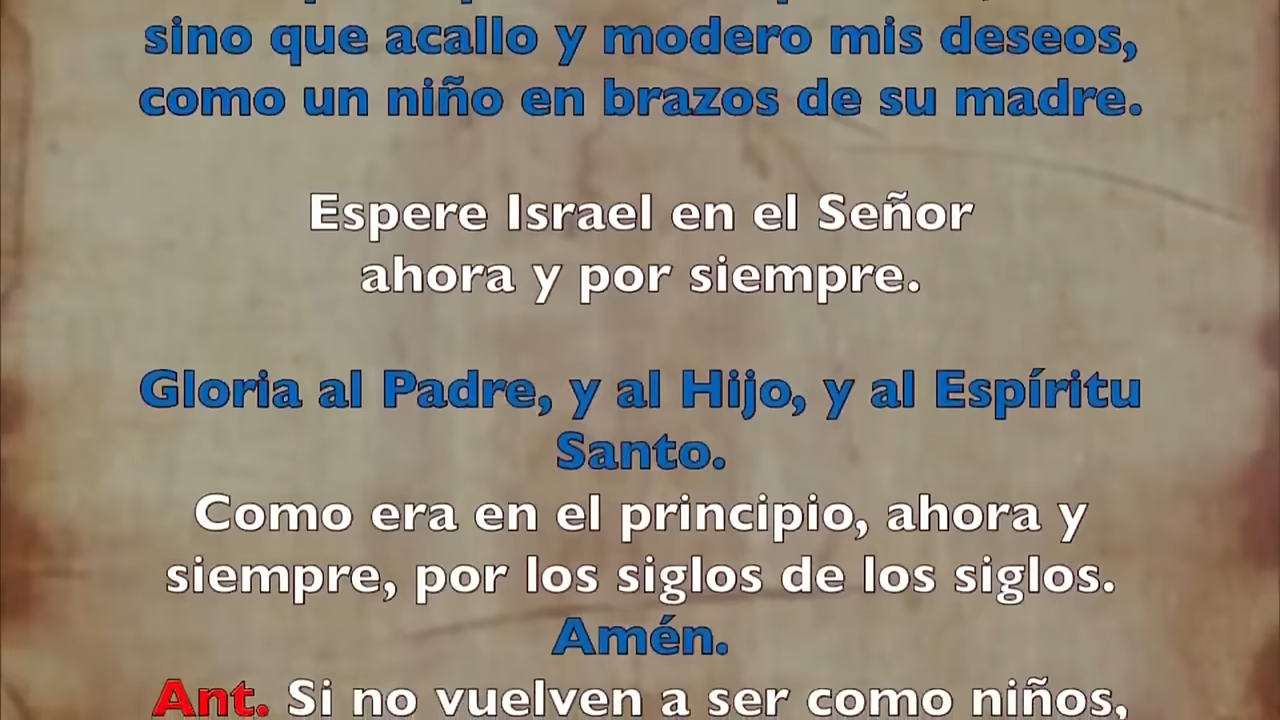 sino que acallo y modero mis deseos,
como un niño en brazos de su madre.
Espere Israel en el Señor
ahora y por siempre.
Gloria al Padre, y al Hijo, y al Espíritu
Santo.
Como era en el principio, ahora y
siempre, por los siglos de los siglos.
Amén.
Ant. Si no vuelven a ser como niños,